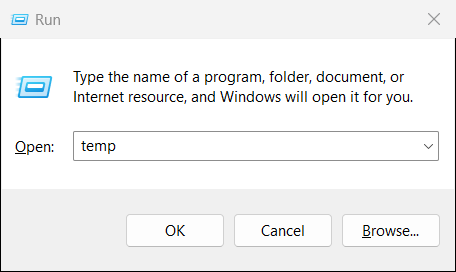 Run
Type the name of a program, folder, document, or
Internet resource, and Windows will open it for you.
Open: temp
OK Cancel Browse...